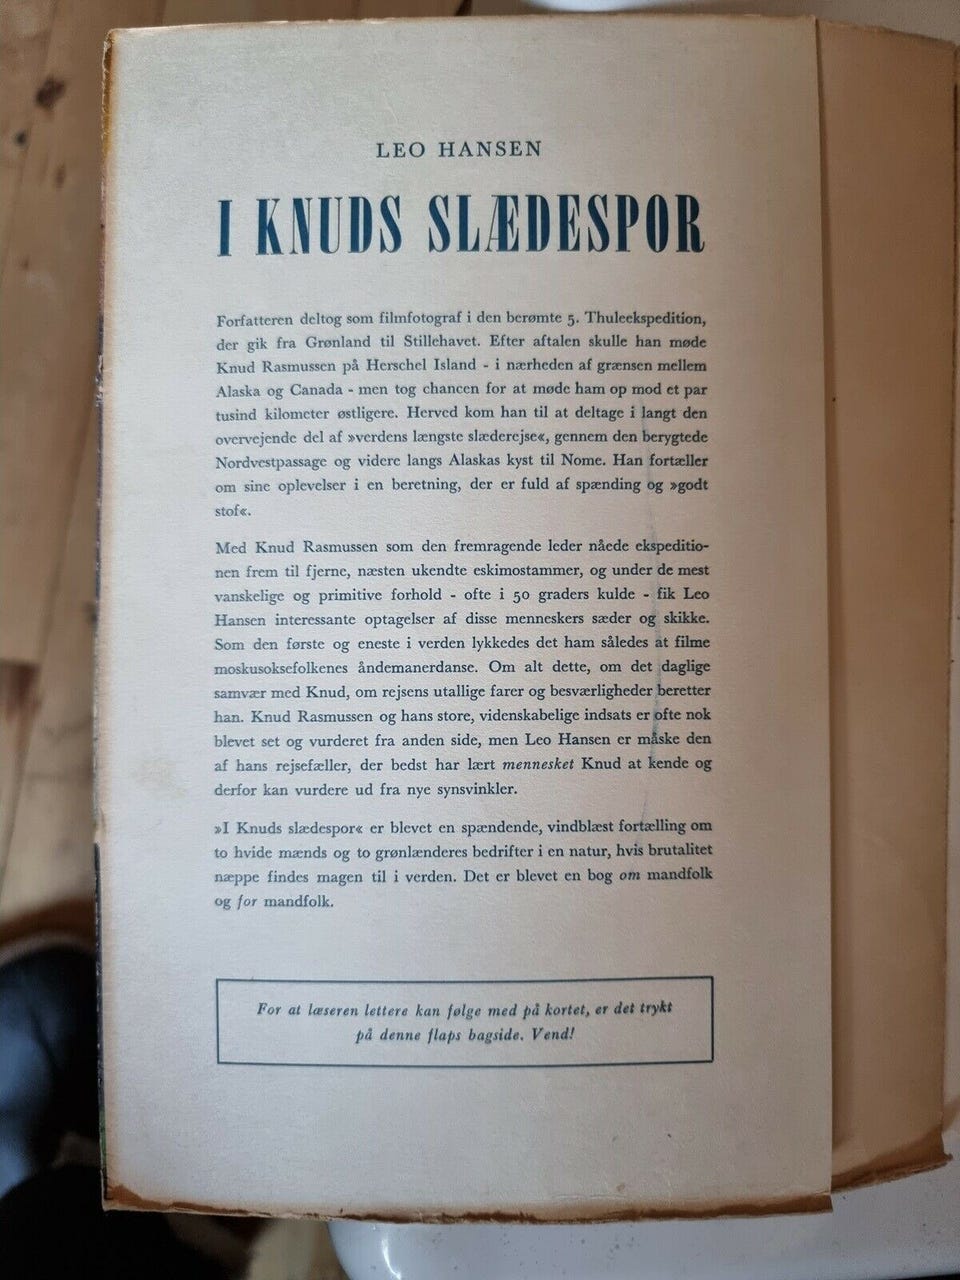 LEO HANSEN
I KNUDS SLÆDESPOR
Forfatteren deltog som filmfotograf i den berømte 5. Thuleekspedition,
der gik fra Grønland til Stillehavet. Efter aftalen skulle han møde
Knud Rasmussen på Herschel Island - i nærheden af grænsen mellem
Alaska og Canada - men tog chancen for at møde ham op mod et par
tusind kilometer østligere. Herved kom han til at deltage i langt den
overvejende del af »verdens længste slæderejse«, gennem den berygtede
Nordvestpassage og videre langs Alaskas kyst til Nome. Han fortæller
om sine oplevelser i en beretning, der er fuld af spænding og »godt
stof«.
Med Knud Rasmussen som den fremragende leder nåede ekspeditio-
nen frem til fjerne, næsten ukendte eskimostammer, og under de mest
vanskelige og primitive forhold - ofte i 50 graders kulde - fik Leo
Hansen interessante optagelser af disse menneskers sæder og skikke.
Som den første og eneste i verden lykkedes det ham således at filme
moskusoksefolkenes åndemanerdanse. Om alt dette, om det daglige
samvær med Knud, om rejsens utallige farer og besværligheder beretter
han. Knud Rasmussen og hans store, videnskabelige indsats er ofte nok
blevet set og vurderet fra anden side, men Leo Hansen er måske den
af hans rejsefæller, der bedst har lært mennesket Knud at kende og
derfor kan vurdere ud fra nye synsvinkler.
»I Knuds slædespor« er blevet en spændende, vindblæst fortælling om
to hvide mænds og to grønlænderes bedrifter i en natur, hvis brutalitet
næppe findes magen til i verden. Det er blevet en bog om mandfolk
og for mandfolk.
For at læseren lettere kan følge med på kortet, er det trykt
på denne flaps bagside. Vend!